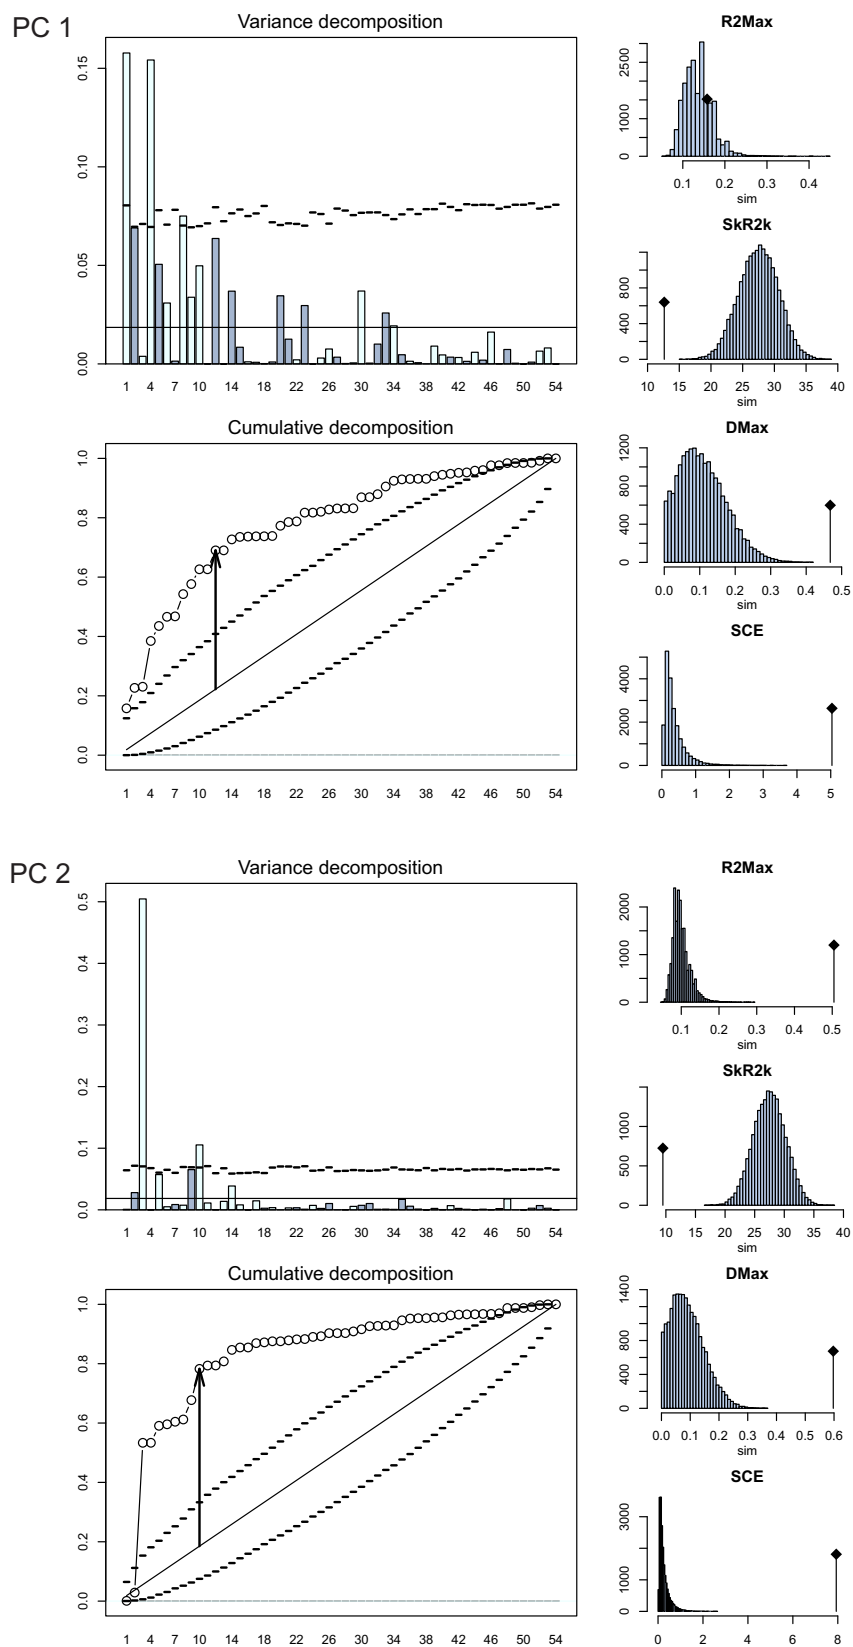 PC 1
Variance decomposition
0.00 0.05 0.10 0.15
1 4 7 10 14 18 22 26 30 34 38 42 46 50 54
R2Max
0 1000 2500
0.1 0.2 0.3 0.4
sim
SkR2k
0 400 800
10 15 20 25 30 35 40
sim
Cumulative decomposition
0.0 0.2 0.4 0.6 0.8 1.0
1 4 7 10 14 18 22 26 30 34 38 42 46 50 54
DMax
0 400 800 1200
0.0 0.1 0.2 0.3 0.4 0.5
sim
SCE
0 2000 4000
0 1 2 3 4 5
PC 2
Variance decomposition
0.0 0.1 0.2 0.3 0.4 0.5
1 4 7 10 14 18 22 26 30 34 38 42 46 50 54
R2Max
0 1000 2000
0.1 0.2 0.3 0.4 0.5
sim
SkR2k
0 500 1000
10 15 20 25 30 35 40
sim
Cumulative decomposition
0.0 0.2 0.4 0.6 0.8 1.0
1 4 7 10 14 18 22 26 30 34 38 42 46 50 54
DMax
0 400 800 1400
0.0 0.1 0.2 0.3 0.4 0.5 0.6
sim
SCE
0 1000 3000
0 2 4 6 8